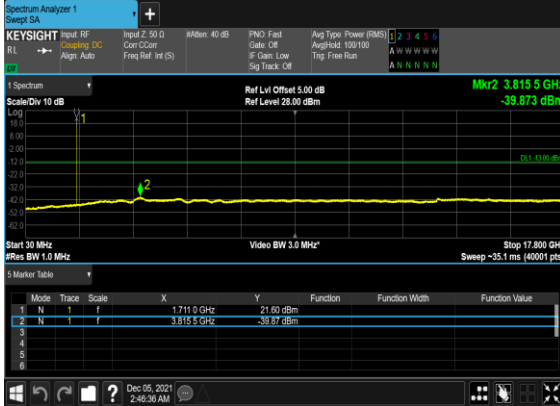 Spectrum Analyzer 1
Swept SA
KEYSIGHT Input: RF Input Z: 50 Ω #Atten: 40 dB PNO: Fast Avg Type: Power (RMS) 1 2 3 4 5 6
RL Coupling: DC Corr CCorr Gate: Off Avg|Hold: 100/100 A W W W W W
Align: Auto Freq Ref: Int (S) IF Gain: Low Trig: Free Run
Sig Track: Off A N N N N N
1 Spectrum Ref Lvl Offset 5.00 dB Mkr2 3.815 5 GHz
Scale/Div 10 dB Ref Level 28.00 dBm -39.873 dBm
Log
18.0 1
8.00
-2.00
-12.0 DL1 -13.00 dBm
-22.0
-32.0 2
-42.0
-52.0
-62.0
Start 30 MHz Video BW 3.0 MHz* Stop 17.800 GHz
#Res BW 1.0 MHz Sweep ~35.1 ms (40001 pts)
5 Marker Table
Mode Trace Scale X Y Function Function Width Function Value
1 N 1 f 1.711 0 GHz 21.60 dBm
2 N 1 f 3.815 5 GHz -39.87 dBm
3
4
5
6
Dec 05, 2021
2:46:36 AM